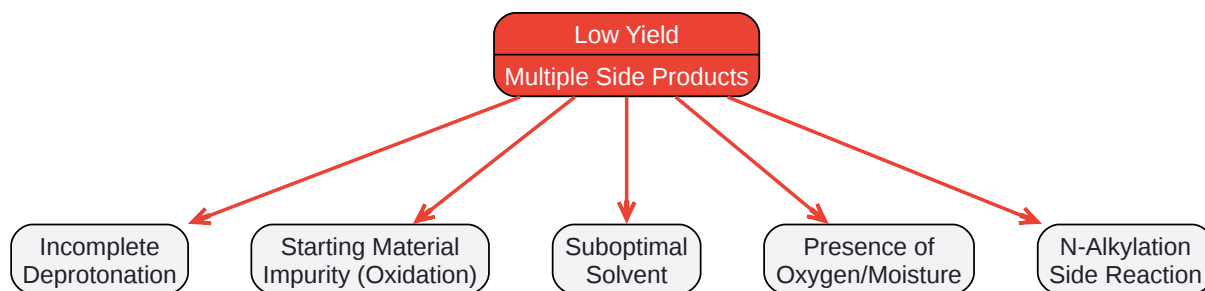 Low Yield
Multiple Side Products
Incomplete
Deprotonation
Starting Material
Impurity (Oxidation)
Suboptimal
Solvent
Presence of
Oxygen/Moisture
N-Alkylation
Side Reaction